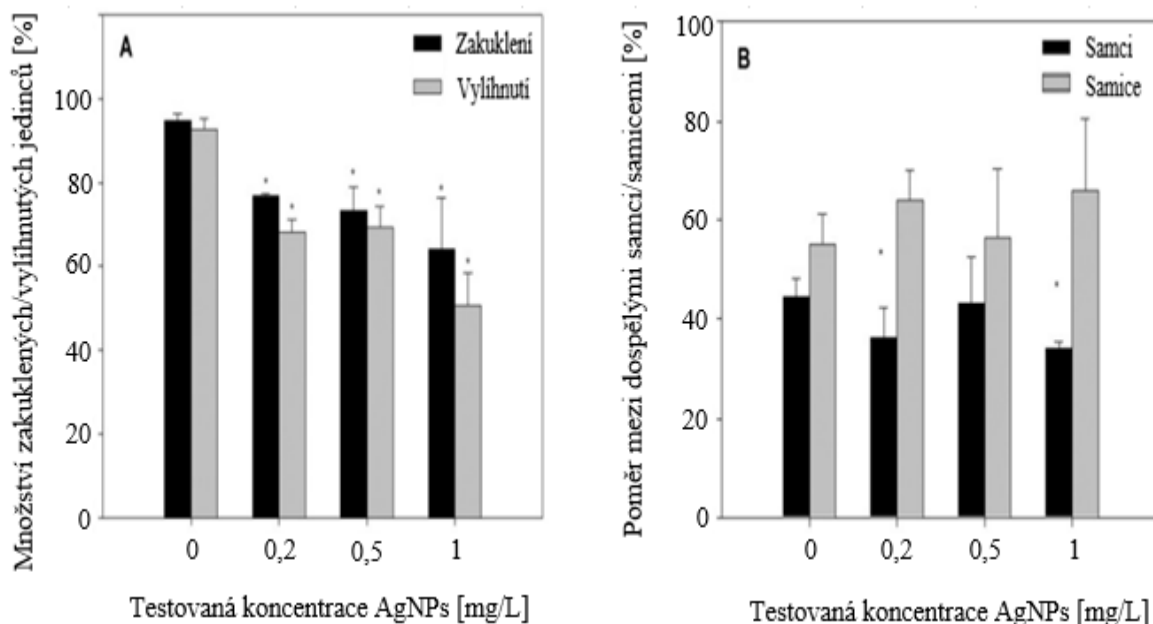 Množství zakuklených/vylíhnutých jedinců [%]
A
Zakuklení
Vylíhnutí
100
80
60
40
20
0
0 0,2 0,5 1
Testovaná koncentrace AgNPs [mg/L]
Poměr mezi dospělými samci/samicemi [%]
B
Samci
Samice
100
80
60
40
20
0
0 0,2 0,5 1
Testovaná koncentrace AgNPs [mg/L]